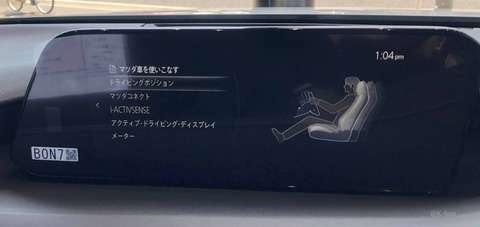 マツダ車を使いこなす
1:04pm
ドライビングポジション
マツダコネクト
i-ACTIVSENSE
アクティブ・ドライビング・ディスプレイ
メーター
BON7
@K-boo